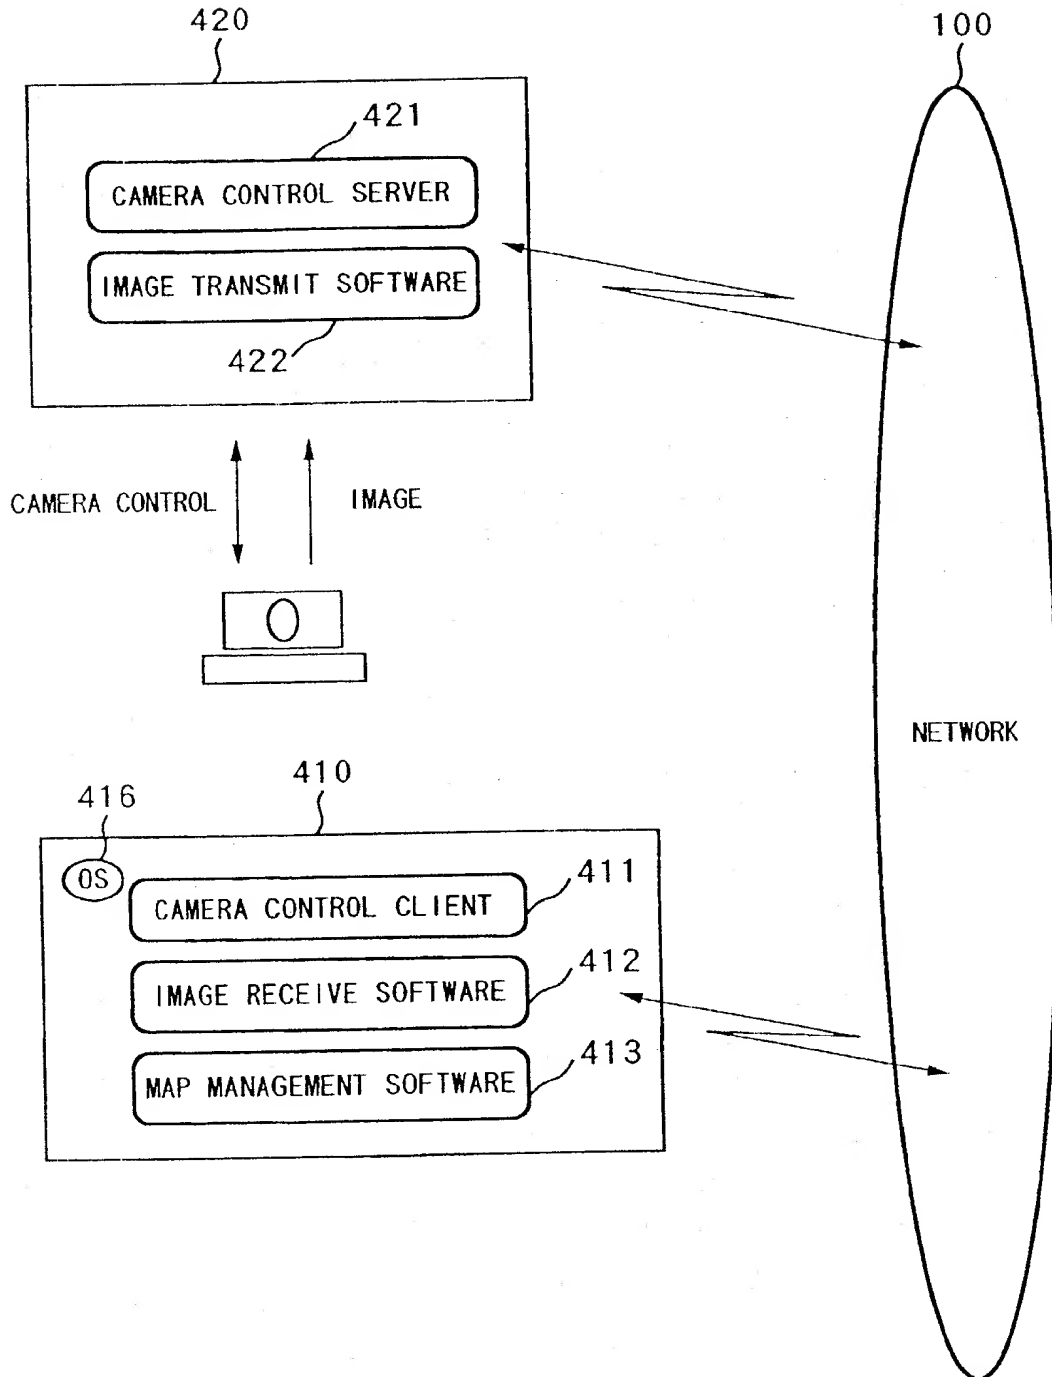 420
100
421
CAMERA CONTROL SERVER
IMAGE TRANSMIT SOFTWARE
422
CAMERA CONTROL
IMAGE
NETWORK
410
416
OS
411
CAMERA CONTROL CLIENT
412
IMAGE RECEIVE SOFTWARE
413
MAP MANAGEMENT SOFTWARE